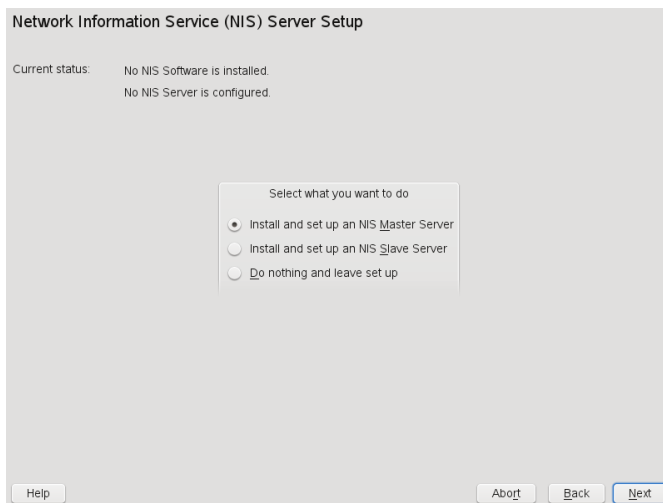 Network Information Service (NIS) Server Setup
Current status: No NIS Software is installed.
No NIS Server is configured.
Select what you want to do
Install and set up an NIS Master Server
Install and set up an NIS Slave Server
Do nothing and leave set up
Help Abort Back Next